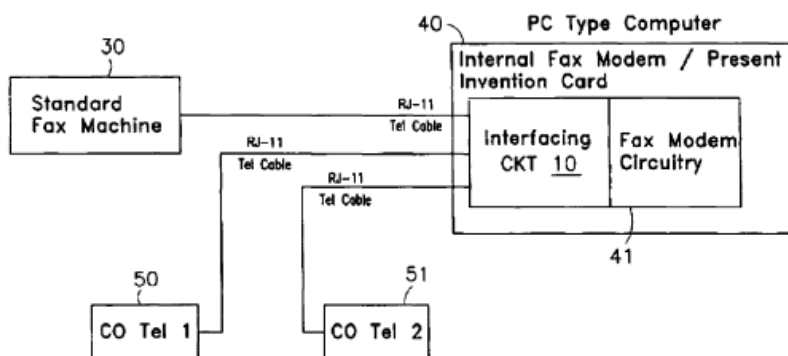 PC Type Computer
30
40
Internal Fax Modem / Present
Invention Card
Standard
Fax Machine
RJ-11
Tel Cable
Interfacing
CKT 10
Fax Modem
Circuitry
RJ-11
Tel Cable
RJ-11
Tel Cable
41
50
51
CO Tel 1
CO Tel 2